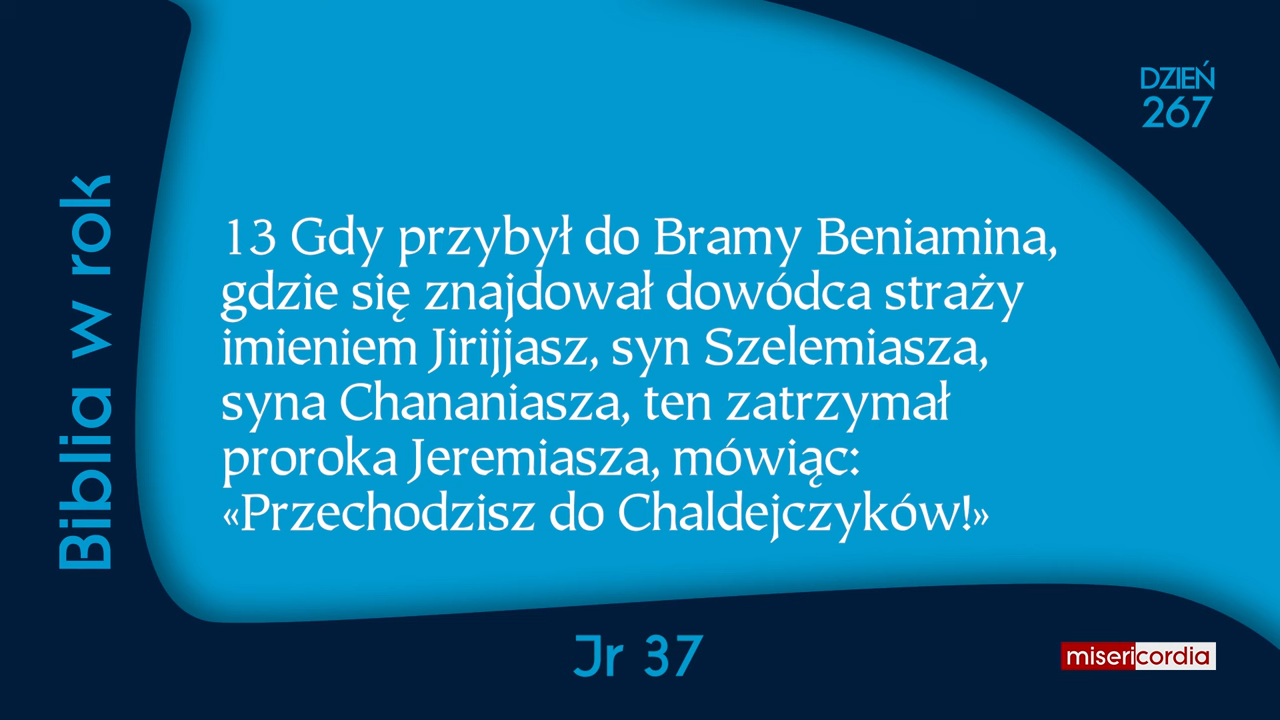 DZIEŃ
267
Biblia w rok
13 Gdy przybył do Bramy Beniamina,
gdzie się znajdował dowódca straży
imieniem Jirijjasz, syn Szelemiasza,
syna Chananiasza, ten zatrzymał
proroka Jeremiasza, mówiąc:
«Przechodzisz do Chaldejczyków!»
Jr 37
misericordia